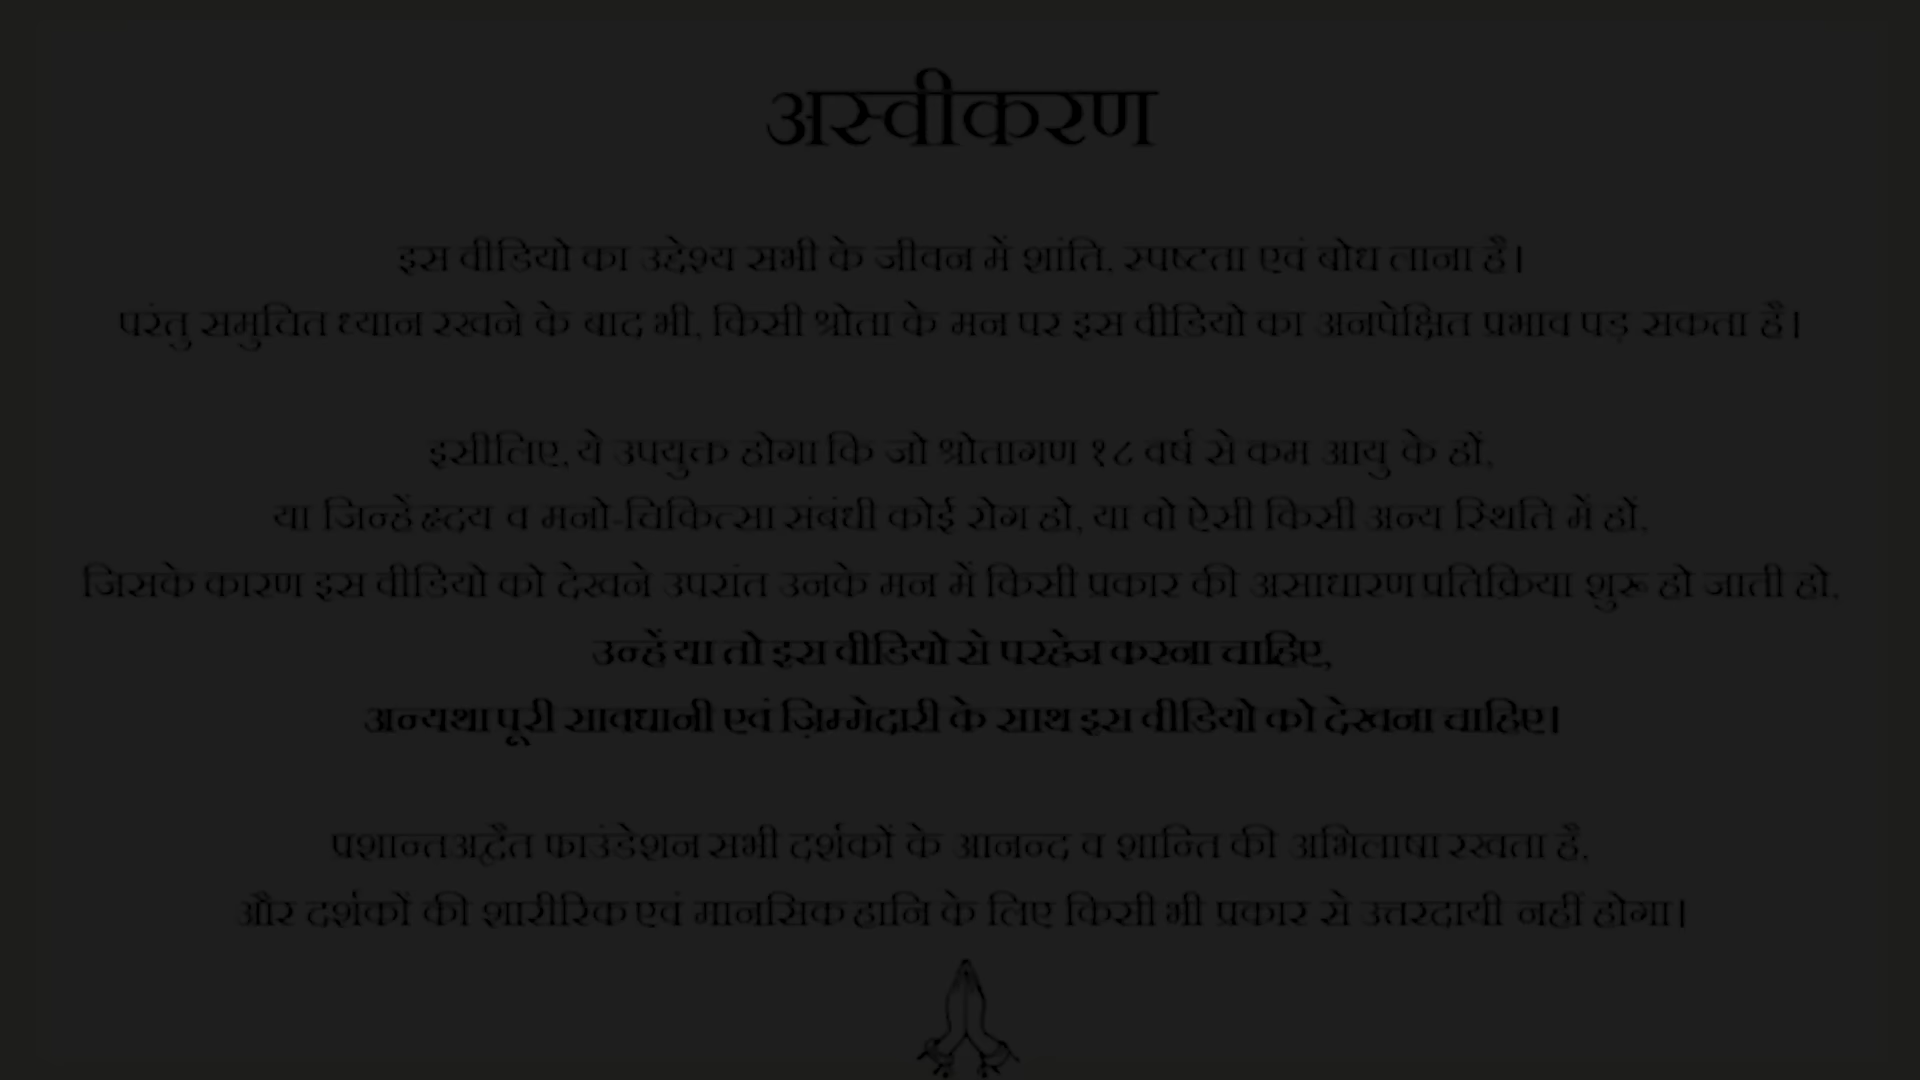 अस्वीकरण
इस वीडियो का उद्देश्य सभी के जीवन में शांति, स्पष्टता एवं बोध लाना है।
परंतु समुचित ध्यान रखने के बाद भी, किसी श्रोता के मन पर इस वीडियो का अनपेक्षित प्रभाव पड़ सकता है।
इसीलिए, ये उपयुक्त होगा कि जो श्रोतागण १८ वर्ष से कम आयु के हों,
या जिन्हें हृदय व मनो-चिकित्सा संबंधी कोई रोग हो, या वो ऐसी किसी अन्य स्थिति में हों,
जिसके कारण इस वीडियो को देखने उपरांत उनके मन में किसी प्रकार की असाधारण प्रतिक्रिया शुरू हो जाती हो,
उन्हें या तो इस वीडियो से परहेज करना चाहिए,
अन्यथा पूरी सावधानी एवं ज़िम्मेदारी के साथ इस वीडियो को देखना चाहिए।
प्रशान्तअद्वैत फाउंडेशन सभी दर्शकों के आनन्द व शान्ति की अभिलाषा रखता है,
और दर्शकों की शारीरिक एवं मानसिक हानि के लिए किसी भी प्रकार से उत्तरदायी नहीं होगा।